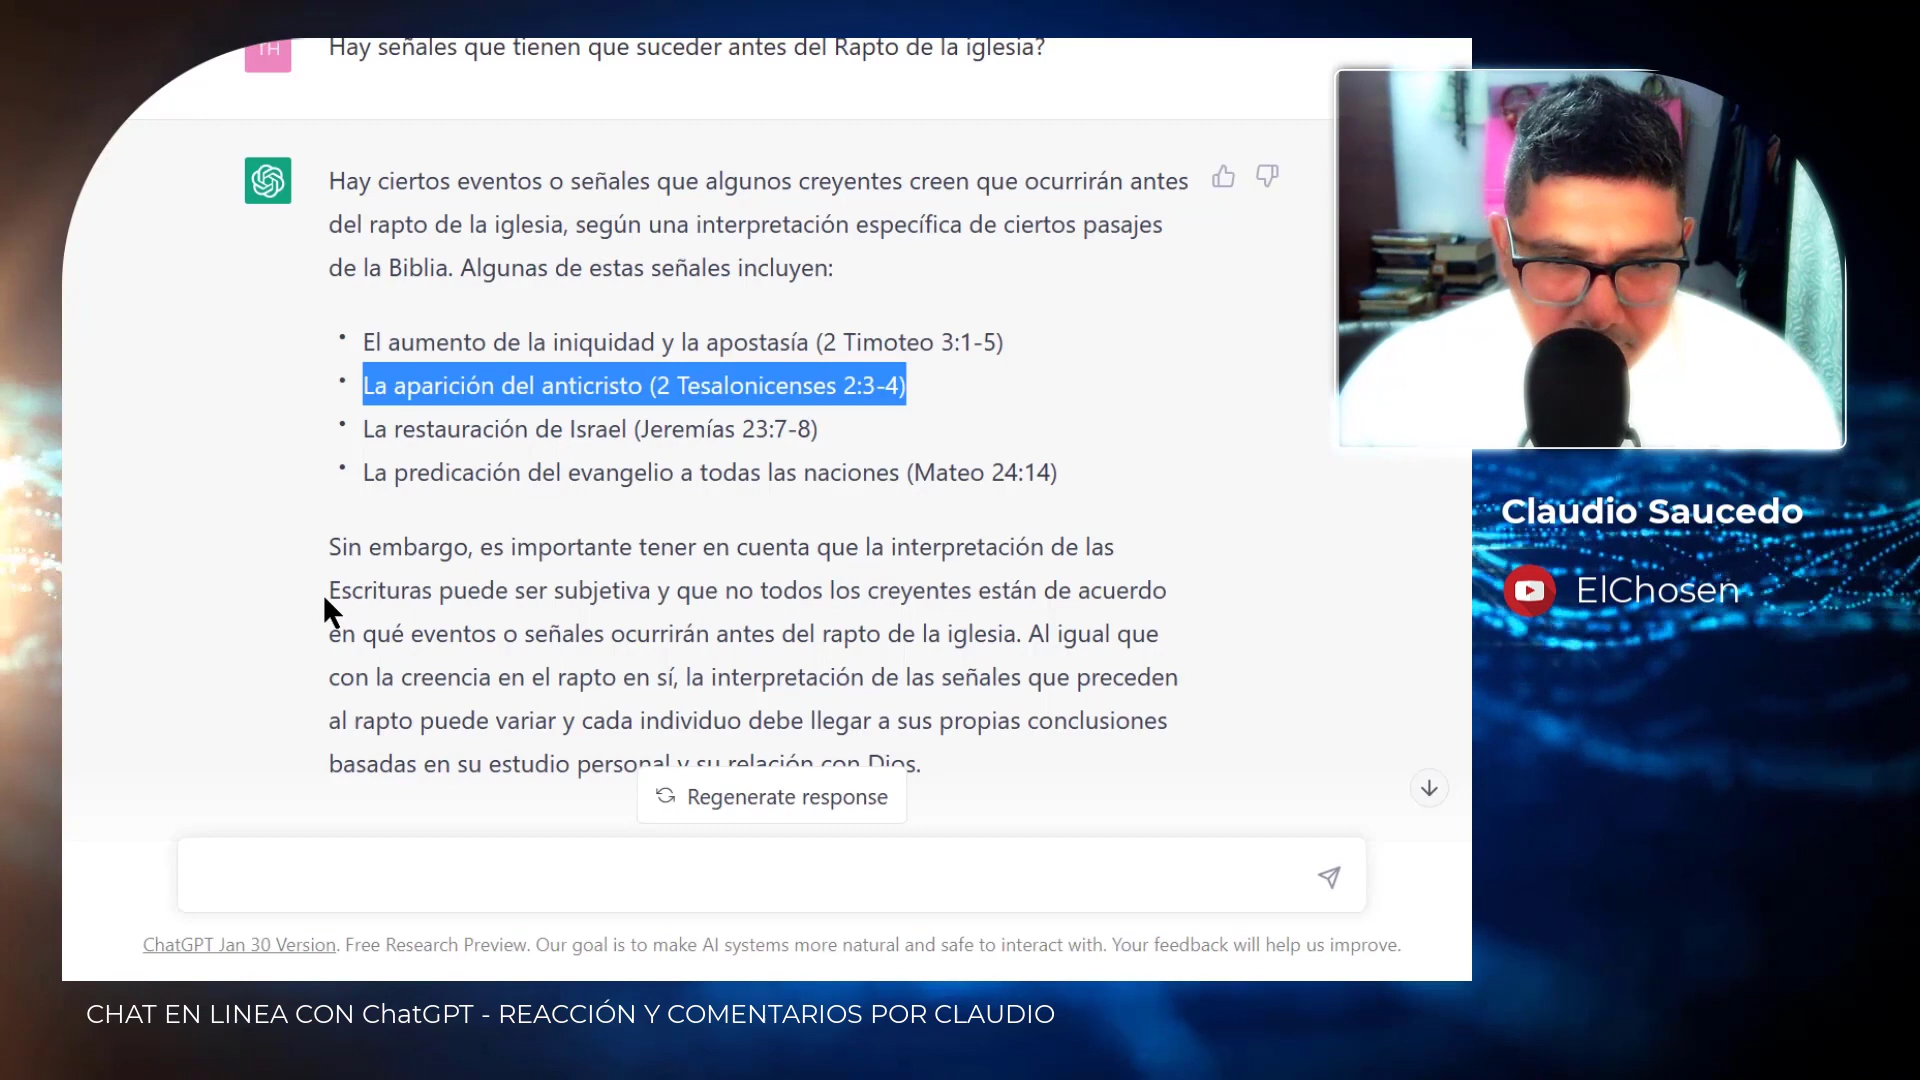 TH
Hay señales que tienen que suceder antes del Rapto de la iglesia?
Hay ciertos eventos o señales que algunos creyentes creen que ocurrirán antes
del rapto de la iglesia, según una interpretación específica de ciertos pasajes
de la Biblia. Algunas de estas señales incluyen:
• El aumento de la iniquidad y la apostasía (2 Timoteo 3:1-5)
• La aparición del anticristo (2 Tesalonicenses 2:3-4)
• La restauración de Israel (Jeremías 23:7-8)
• La predicación del evangelio a todas las naciones (Mateo 24:14)
Sin embargo, es importante tener en cuenta que la interpretación de las
Escrituras puede ser subjetiva y que no todos los creyentes están de acuerdo
en qué eventos o señales ocurrirán antes del rapto de la iglesia. Al igual que
con la creencia en el rapto en sí, la interpretación de las señales que preceden
al rapto puede variar y cada individuo debe llegar a sus propias conclusiones
basadas en su estudio personal y su relación con Dios.
Regenerate response
ChatGPT Jan 30 Version. Free Research Preview. Our goal is to make AI systems more natural and safe to interact with. Your feedback will help us improve.
Claudio Saucedo
ElChosen
CHAT EN LINEA CON ChatGPT - REACCIÓN Y COMENTARIOS POR CLAUDIO